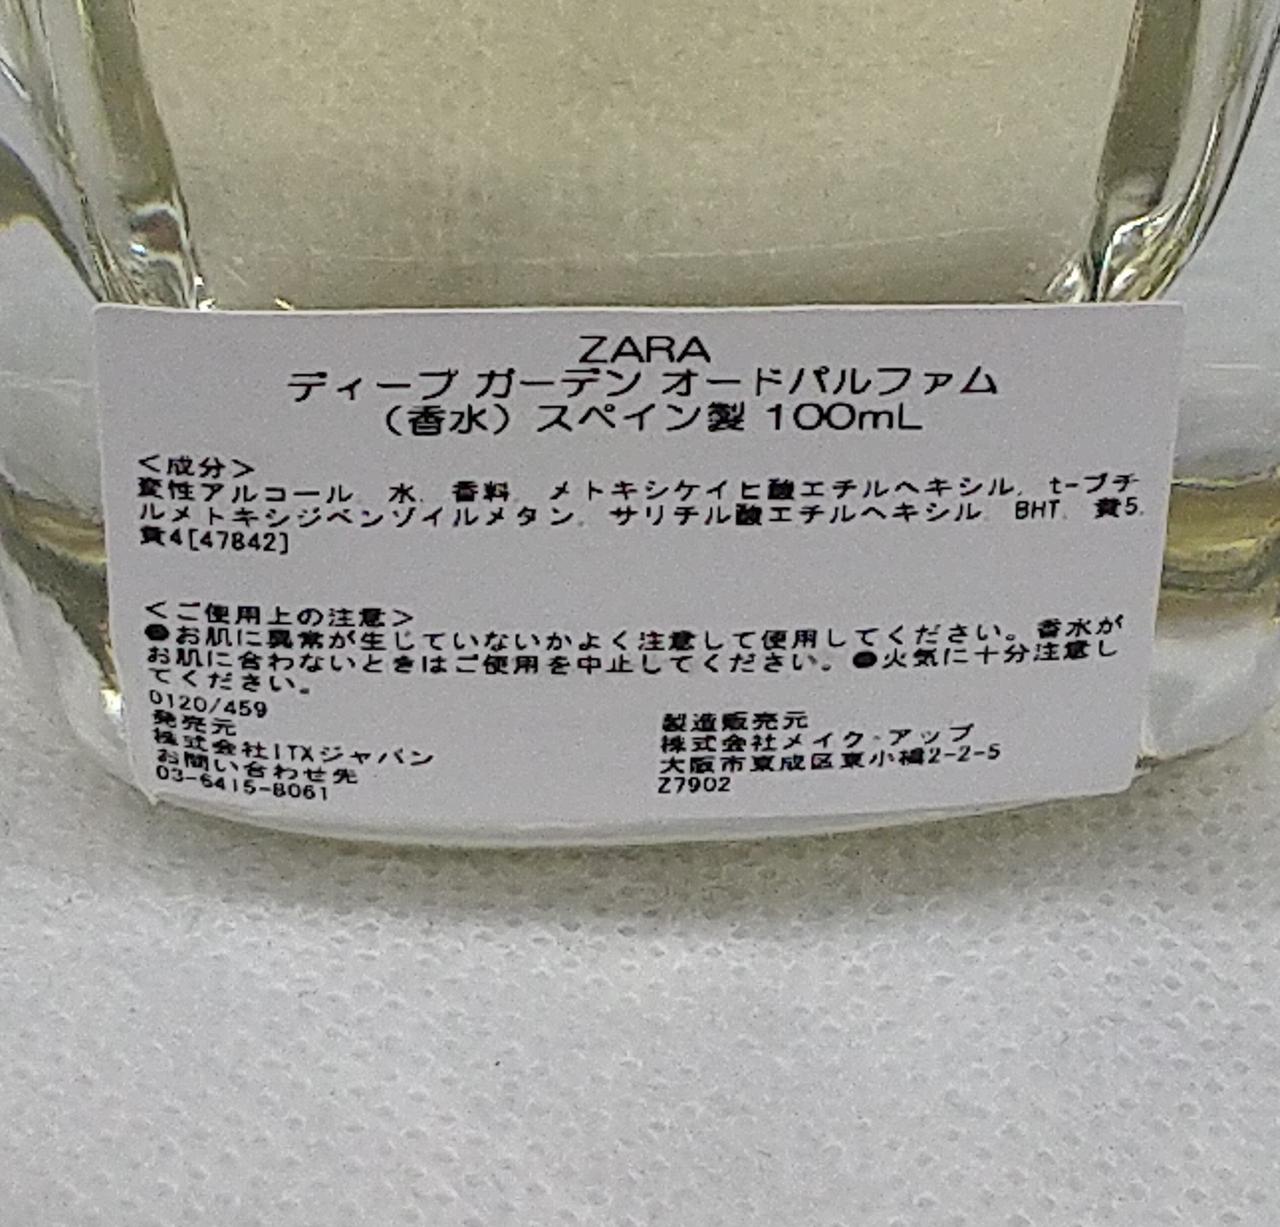 ZARA
ディープ ガーデン オードパルファム
（香水）スペイン製 100mL
＜成分＞
変性アルコール、水、香料、メトキシケイヒ酸エチルヘキシル、t-ブチ
ルメトキシジベンゾイルメタン、サリチル酸エチルヘキシル、BHT、黄5、
黄4[47842]
＜ご使用上の注意＞
●お肌に異常が生じていないかよく注意して使用してください。香水が
お肌に合わないときはご使用を中止してください。●火気に十分注意し
てください。
0120/459
発売元
株式会社ITXジャパン
お問い合わせ先
03-6415-8061
製造販売元
株式会社メイク・アップ
大阪市東成区東小橋2-2-5
Z7902